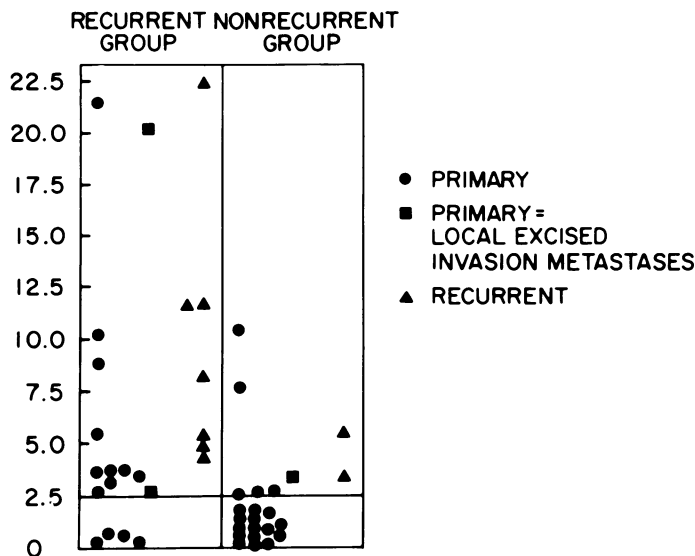 RECURRENT NONRECURRENT
GROUP GROUP
22.5
20.0
17.5
15.0
12.5
10.0
7.5
5.0
2.5
0
PRIMARY
PRIMARY=
LOCAL EXCISED
INVASION METASTASES
RECURRENT